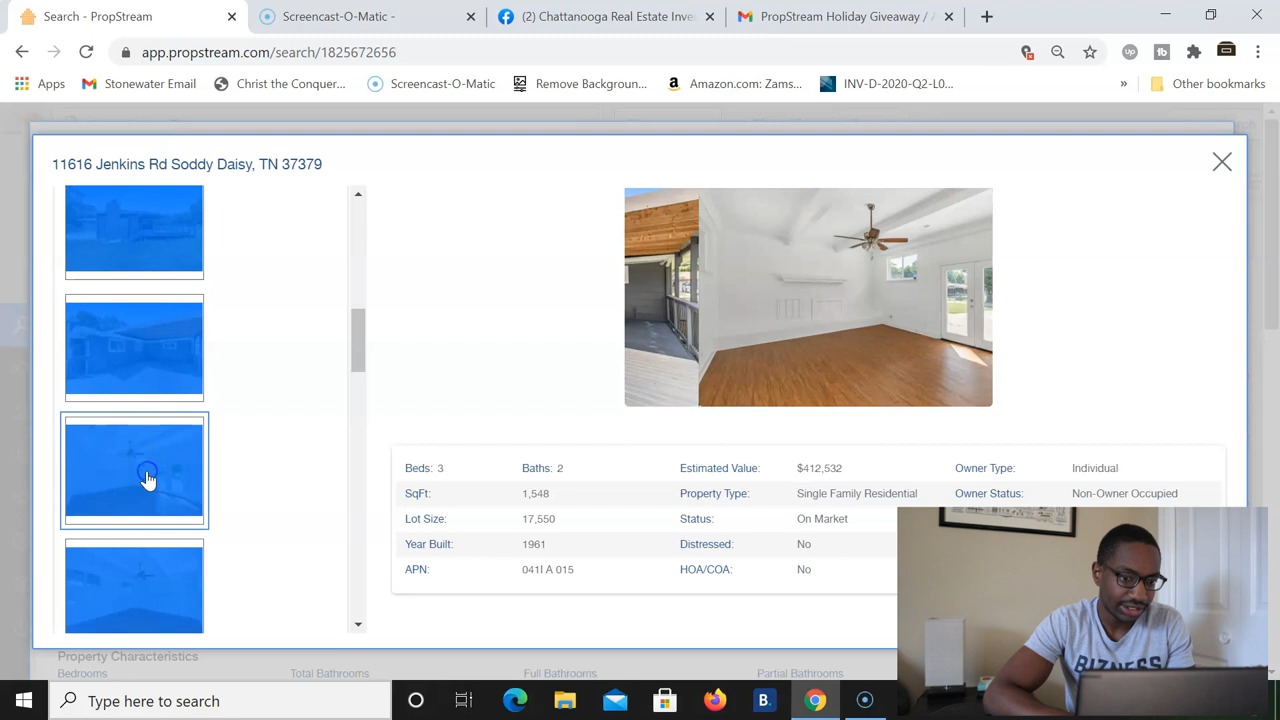 Search - PropStream
Screencast-O-Matic -
(2) Chattanooga Real Estate Inve
PropStream Holiday Giveaway /
app.propstream.com/search/1825672656
Apps
Stonewater Email
Christ the Conquer...
Screencast-O-Matic
Remove Backgroun...
Amazon.com: Zams...
INV-D-2020-Q2-L0...
»
Other bookmarks
11616 Jenkins Rd Soddy Daisy, TN 37379
Beds: 3
Baths: 2
Estimated Value: $412,532
Owner Type: Individual
SqFt: 1,548
Property Type: Single Family Residential
Owner Status: Non-Owner Occupied
Lot Size: 17,550
Status: On Market
Year Built: 1961
Distressed: No
APN: 041I A 015
HOA/COA: No
BIZNESS
Property Characteristics
Bedrooms
Total Bathrooms
Full Bathrooms
Partial Bathrooms
Type here to search
B.